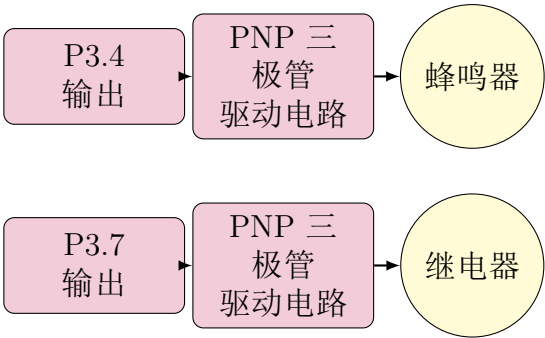 P3.4
输出
PNP 三
极管
驱动电路
蜂鸣器
P3.7
输出
PNP 三
极管
驱动电路
继电器